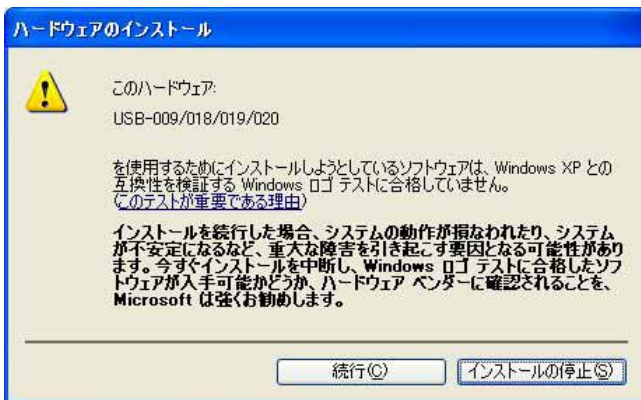 ハードウェアのインストール
このハードウェア:
USB-009/018/019/020
を使用するためにインストールしようとしているソフトウェアは、Windows XP との
互換性を検証する Windows ロゴ テストに合格していません。
(このテストが重要である理由)
インストールを続行した場合、システムの動作が損なわれたり、システム
が不安定になるなど、重大な障害を引き起こす要因となる可能性があり
ます。今すぐインストールを中断し、Windows ロゴ テストに合格したソフ
トウェアが入手可能かどうか、ハードウェア ベンダーに確認されることを、
Microsoft は強くお勧めします。
続行(C)
インストールの停止(S)